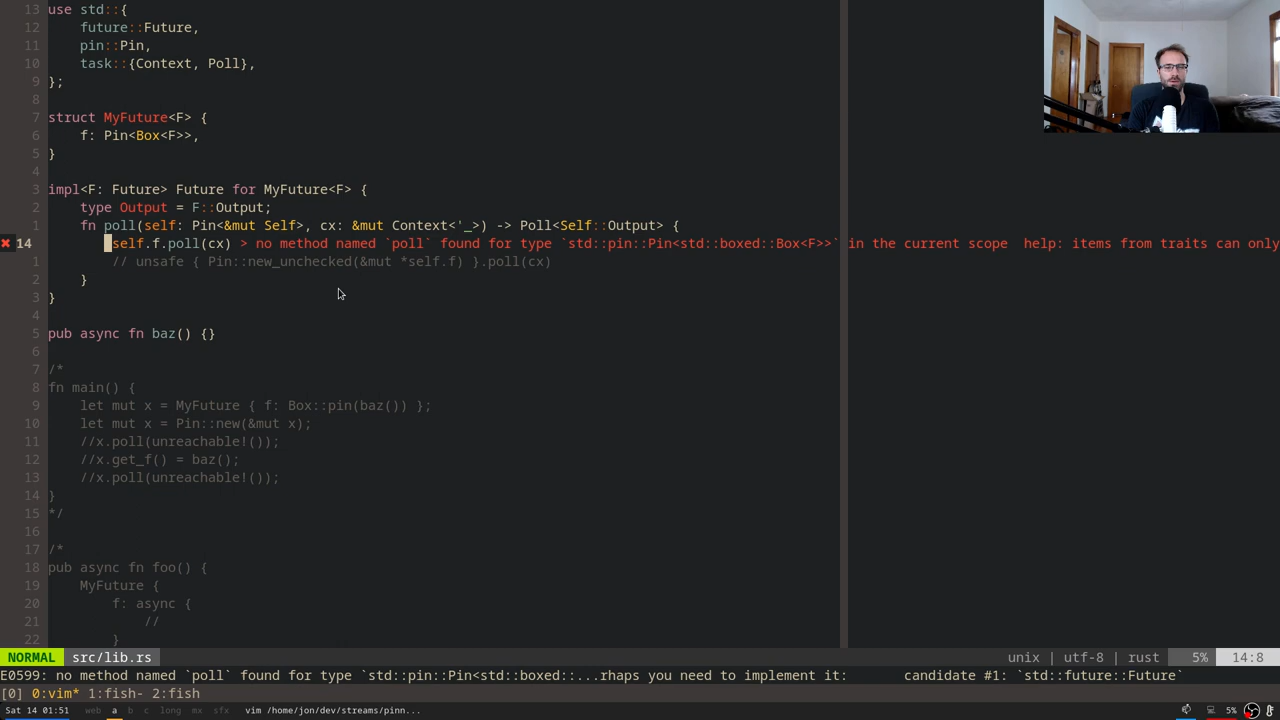 13 use std::{
12     future::Future,
11     pin::Pin,
10     task::{Context, Poll},
9 };
8
7 struct MyFuture<F> {
6     f: Pin<Box<F>>,
5 }
4
3 impl<F: Future> Future for MyFuture<F> {
2     type Output = F::Output;
1     fn poll(self: Pin<&mut Self>, cx: &mut Context<'_>) -> Poll<Self::Output> {
✖ 14         self.f.poll(cx) > no method named `poll` found for type `std::pin::Pin<std::boxed::Box<F>>` in the current scope  help: items from traits can only
1         // unsafe { Pin::new_unchecked(&mut *self.f) }.poll(cx)
2     }
3 }
4
5 pub async fn baz() {}
6
7 /*
8 fn main() {
9     let mut x = MyFuture { f: Box::pin(baz()) };
10     let mut x = Pin::new(&mut x);
11     //x.poll(unreachable!());
12     //x.get_f() = baz();
13     //x.poll(unreachable!());
14 }
15 */
16
17 /*
18 pub async fn foo() {
19     MyFuture {
20         f: async {
21             //
22         }
NORMAL src/lib.rs unix | utf-8 | rust 5% 14:8
E0599: no method named `poll` found for type `std::pin::Pin<std::boxed::...rhaps you need to implement it:       candidate #1: `std::future::Future`
[0] 0:vim* 1:fish- 2:fish
Sat 14 01:51 web a b c long mx sfx vim /home/jon/dev/streams/pinn... 5%